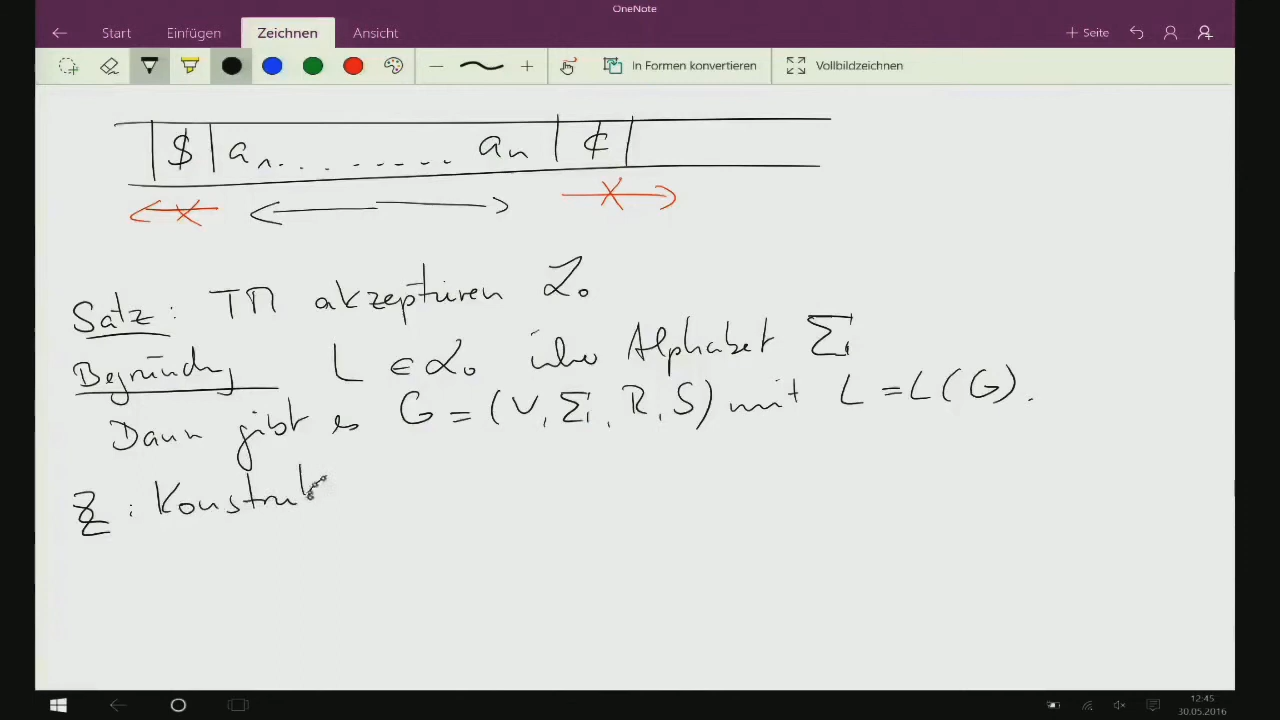 OneNote
Start Einfügen Zeichnen Ansicht + Seite
In Formen konvertieren Vollbildzeichnen
$ a₁. . . . . . . . . aₙ ¢
Satz: TM akzeptieren ℒ₀
Begründung L ∈ ℒ₀ über Alphabet Σ
Dann gibt es G = (V, Σ, R, S) mit L = L(G).
Z: Konstruk
12:45
30.05.2016